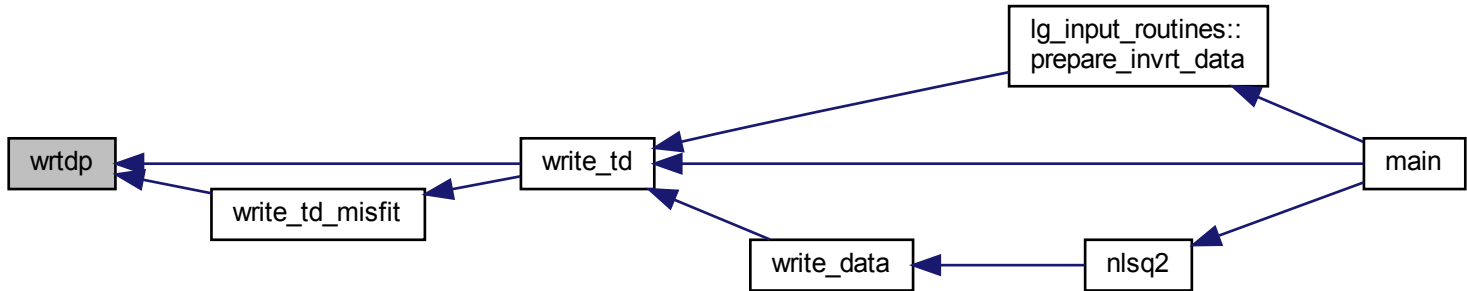 lg_input_routines::
prepare_invrt_data
wrtdp
write_td
main
write_td_misfit
write_data
nlsq2